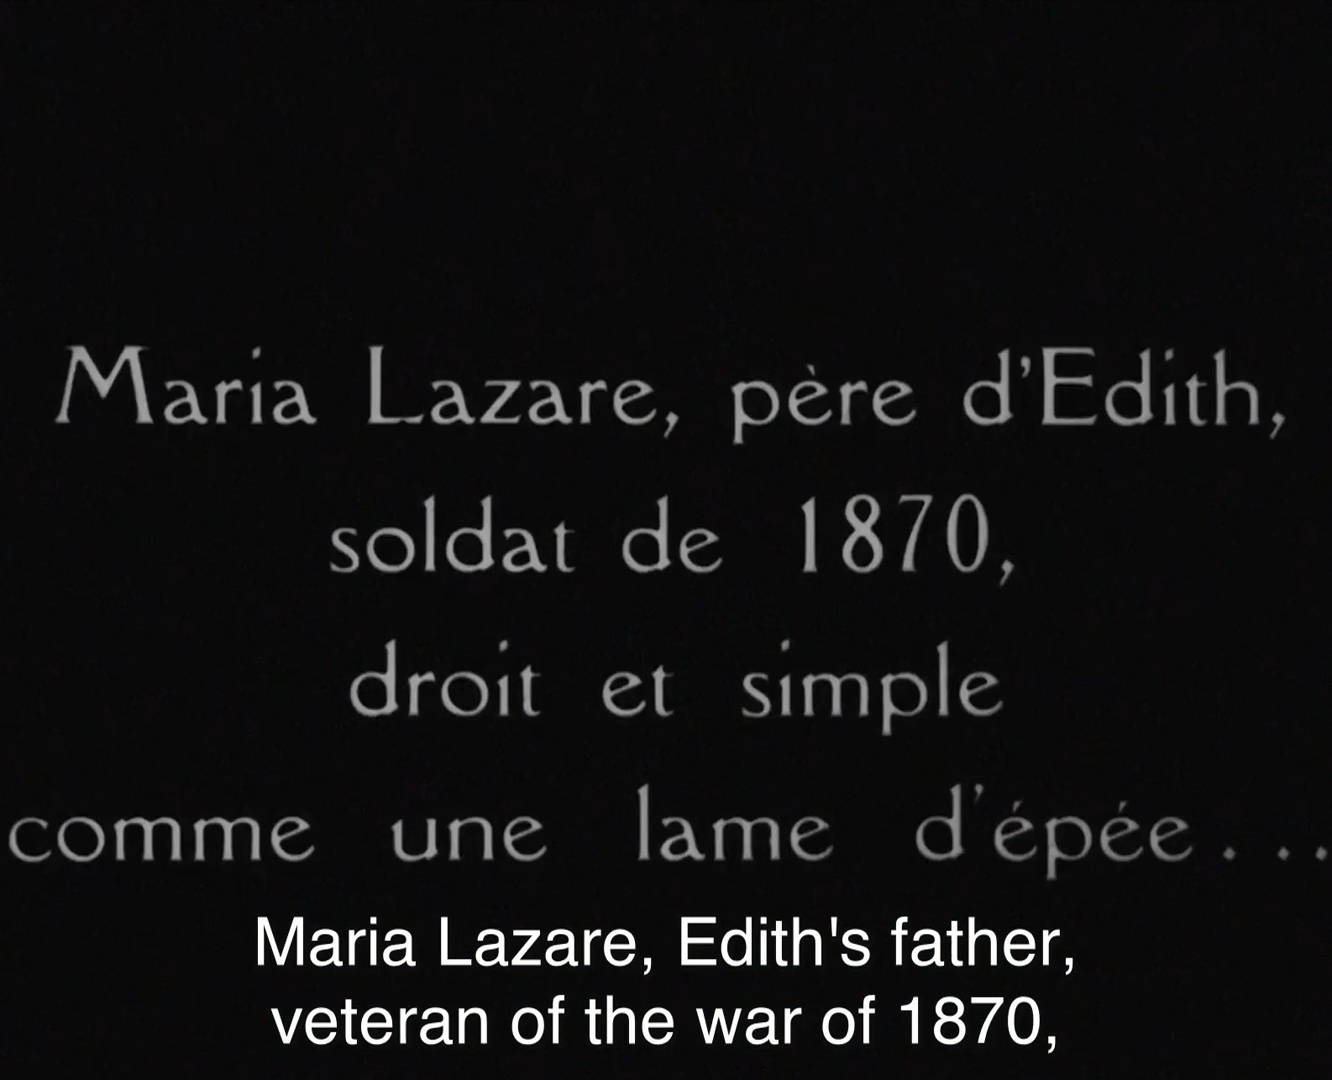 Maria Lazare, père d'Edith,
soldat de 1870,
droit et simple
comme une lame d'épée...
Maria Lazare, Edith's father,
veteran of the war of 1870,